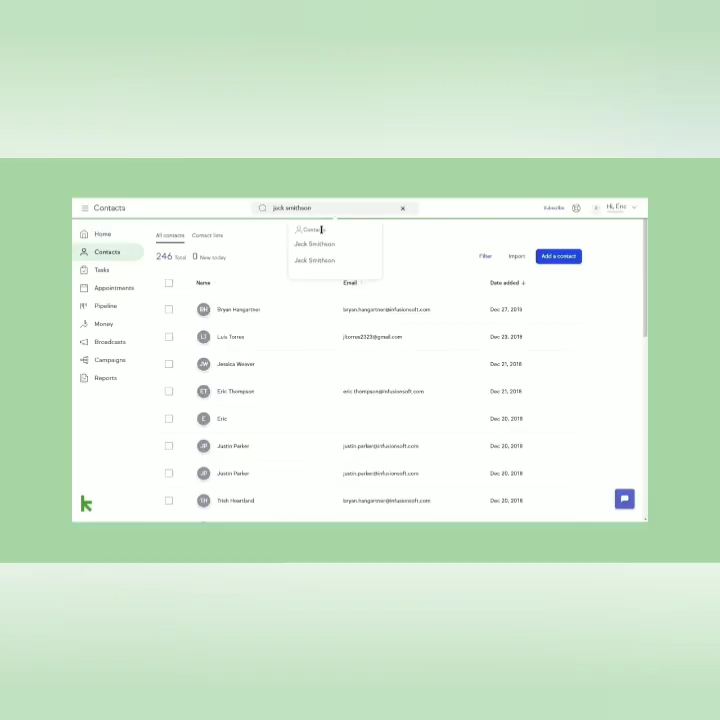 Contacts
jack smithson
Subscribe
Hi, Eric
Home
Contacts
Tasks
Appointments
Pipeline
Money
Broadcasts
Campaigns
Reports
All contacts Contact lists
Contacts
Jack Smithson
Jack Smithson
246 Total 0 New today
Filter Import Add a contact
Name Email Date added
BH Bryan Hangartner bryan.hangartner@infusionsoft.com Dec 27, 2018
LT Luis Torres jltorres2323@gmail.com Dec 23, 2018
JW Jessica Weaver Dec 21, 2018
ET Eric Thompson eric.thompson@infusionsoft.com Dec 21, 2018
E Eric Dec 20, 2018
JP Justin Parker justin.parker@infusionsoft.com Dec 20, 2018
JP Justin Parker justin.parker@infusionsoft.com Dec 20, 2018
TH Trish Heartland bryan.hangartner@infusionsoft.com Dec 20, 2018